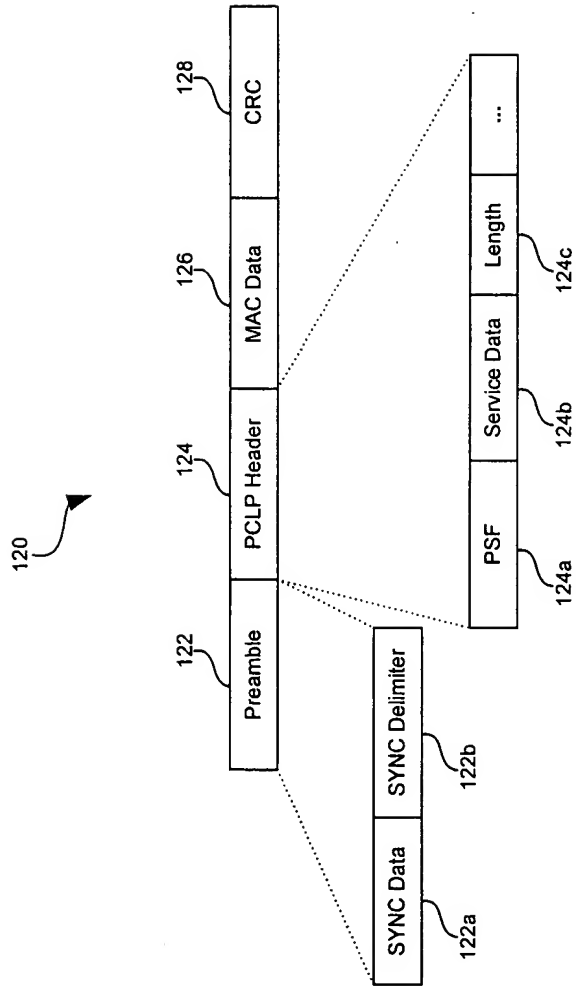 120
122 124 126 128
Preamble PCLP Header MAC Data CRC
SYNC Data SYNC Delimiter
122a 122b
PSF Service Data Length ...
124a 124b 124c